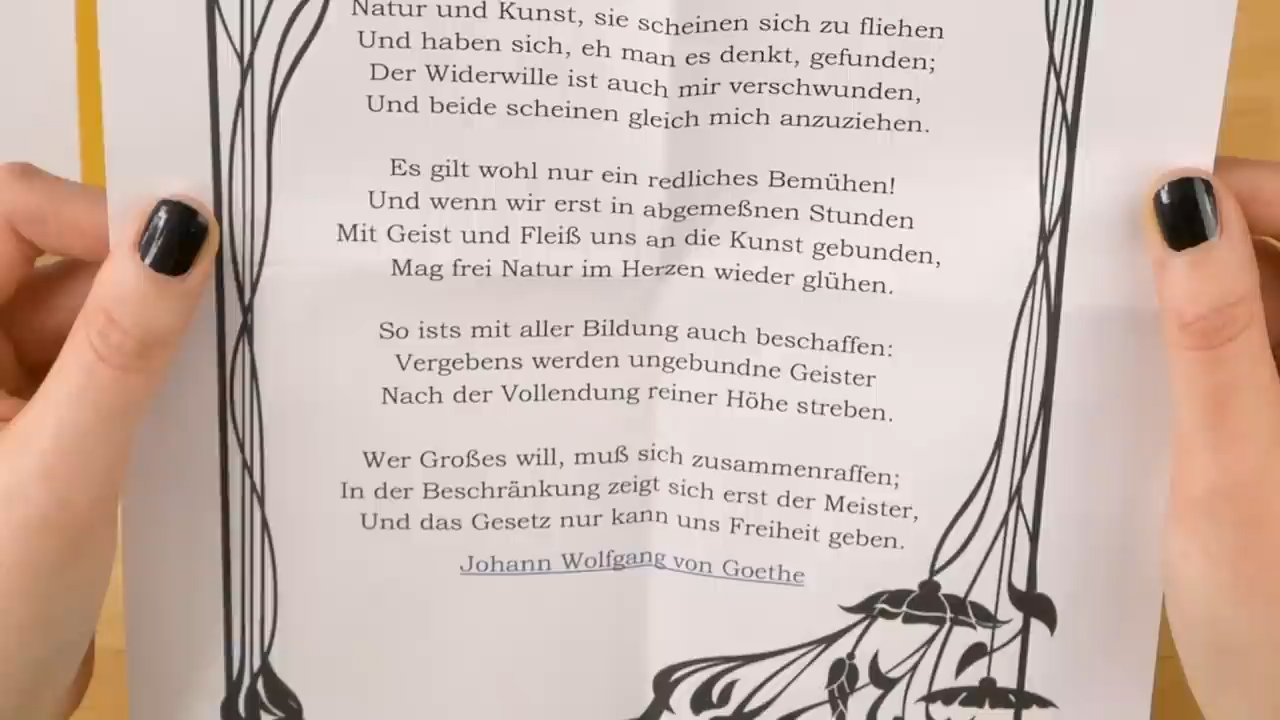 Natur und Kunst, sie scheinen sich zu fliehen
Und haben sich, eh man es denkt, gefunden;
Der Widerwille ist auch mir verschwunden,
Und beide scheinen gleich mich anzuziehen.
Es gilt wohl nur ein redliches Bemühen!
Und wenn wir erst in abgemeßnen Stunden
Mit Geist und Fleiß uns an die Kunst gebunden,
Mag frei Natur im Herzen wieder glühen.
So ists mit aller Bildung auch beschaffen:
Vergebens werden ungebundne Geister
Nach der Vollendung reiner Höhe streben.
Wer Großes will, muß sich zusammenraffen;
In der Beschränkung zeigt sich erst der Meister,
Und das Gesetz nur kann uns Freiheit geben.
Johann Wolfgang von Goethe